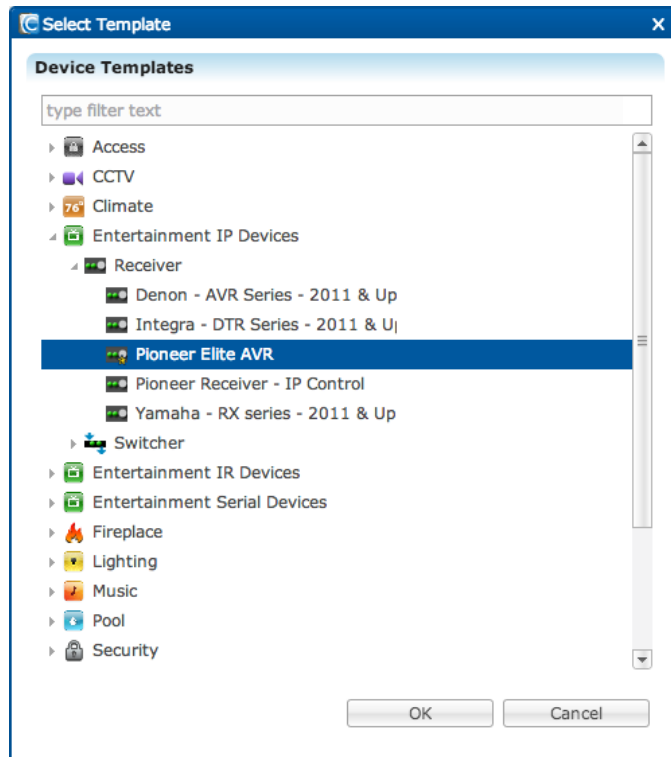 Select Template
Device Templates
type filter text
Access
CCTV
76° Climate
Entertainment IP Devices
Receiver
Denon - AVR Series - 2011 & Up
Integra - DTR Series - 2011 & U
Pioneer Elite AVR
Pioneer Receiver - IP Control
Yamaha - RX series - 2011 & Up
Switcher
Entertainment IR Devices
Entertainment Serial Devices
Fireplace
Lighting
Music
Pool
Security
OK Cancel